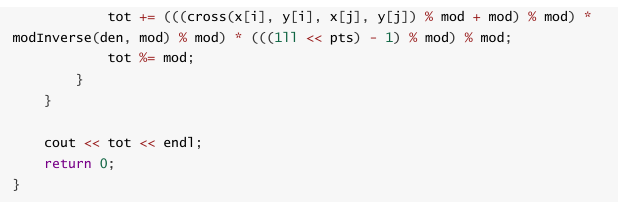 tot += (((cross(x[i], y[i], x[j], y[j]) % mod + mod) % mod) *
modInverse(den, mod) % mod) * (((1ll << pts) - 1) % mod) % mod;
            tot %= mod;
        }
    }

    cout << tot << endl;
    return 0;
}